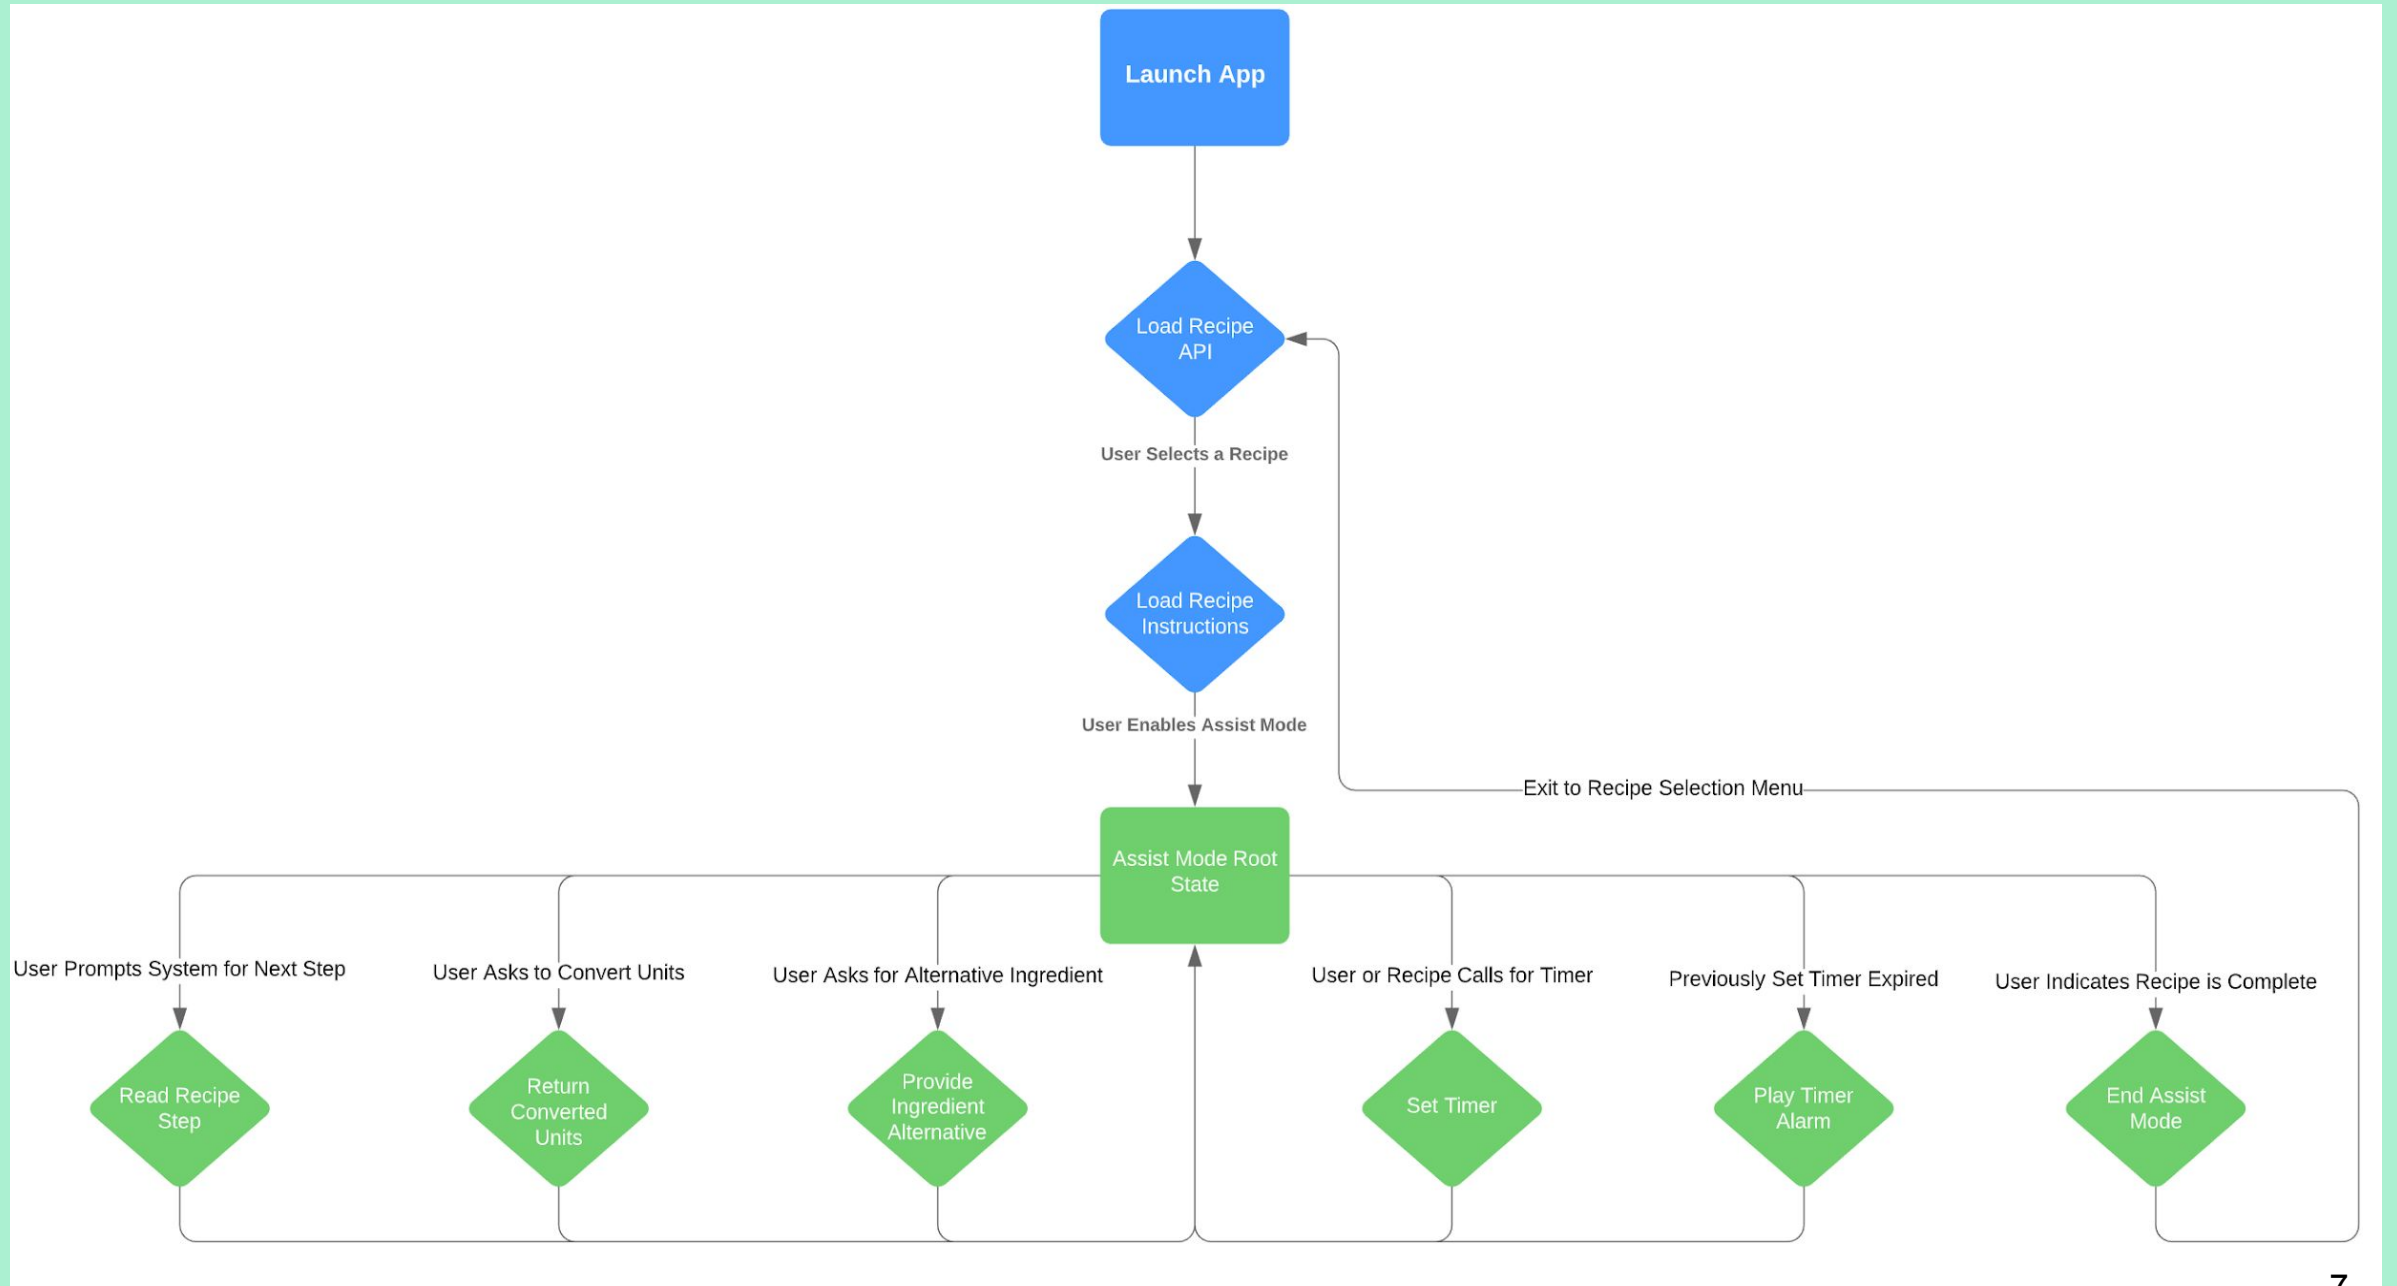 Launch App
Load Recipe
API
User Selects a Recipe
Load Recipe
Instructions
User Enables Assist Mode
Exit to Recipe Selection Menu
Assist Mode Root
State
User Prompts System for Next Step
User Asks to Convert Units
User Asks for Alternative Ingredient
User or Recipe Calls for Timer
Previously Set Timer Expired
User Indicates Recipe is Complete
Read Recipe
Step
Return
Converted
Units
Provide
Ingredient
Alternative
Set Timer
Play Timer
Alarm
End Assist
Mode
7